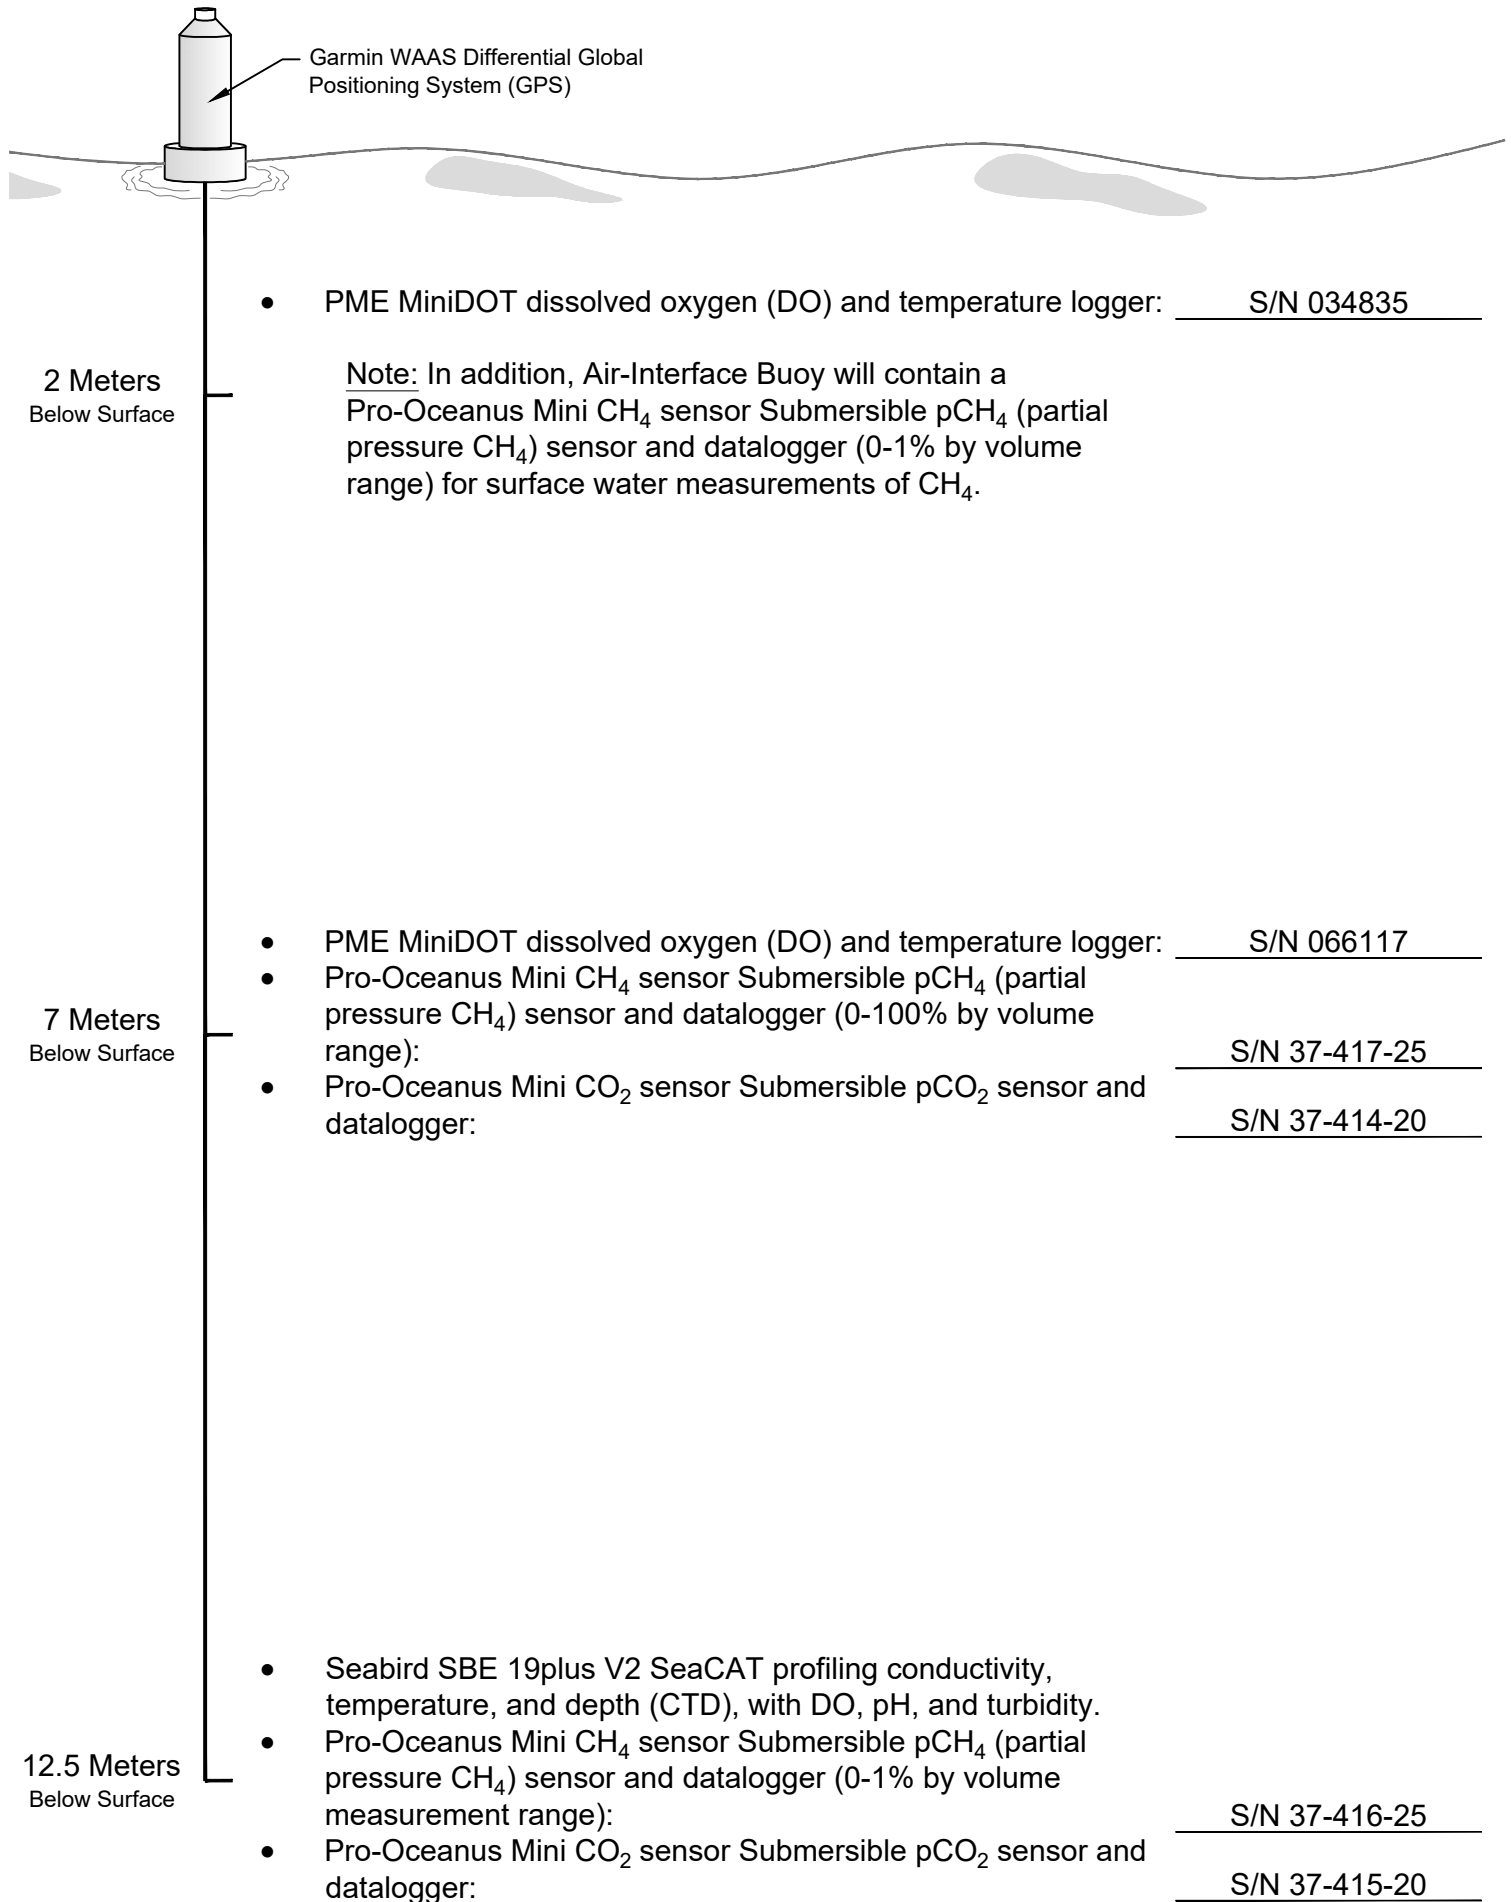 Garmin WAAS Differential Global
Positioning System (GPS)
• PME MiniDOT dissolved oxygen (DO) and temperature logger: S/N 034835
2 Meters
Below Surface
Note: In addition, Air-Interface Buoy will contain a
Pro-Oceanus Mini CH₄ sensor Submersible pCH₄ (partial
pressure CH₄) sensor and datalogger (0-1% by volume
range) for surface water measurements of CH₄.
• PME MiniDOT dissolved oxygen (DO) and temperature logger: S/N 066117
• Pro-Oceanus Mini CH₄ sensor Submersible pCH₄ (partial
pressure CH₄) sensor and datalogger (0-100% by volume
range): S/N 37-417-25
7 Meters
Below Surface
• Pro-Oceanus Mini CO₂ sensor Submersible pCO₂ sensor and
datalogger: S/N 37-414-20
• Seabird SBE 19plus V2 SeaCAT profiling conductivity,
temperature, and depth (CTD), with DO, pH, and turbidity.
• Pro-Oceanus Mini CH₄ sensor Submersible pCH₄ (partial
pressure CH₄) sensor and datalogger (0-1% by volume
measurement range): S/N 37-416-25
12.5 Meters
Below Surface
• Pro-Oceanus Mini CO₂ sensor Submersible pCO₂ sensor and
datalogger: S/N 37-415-20